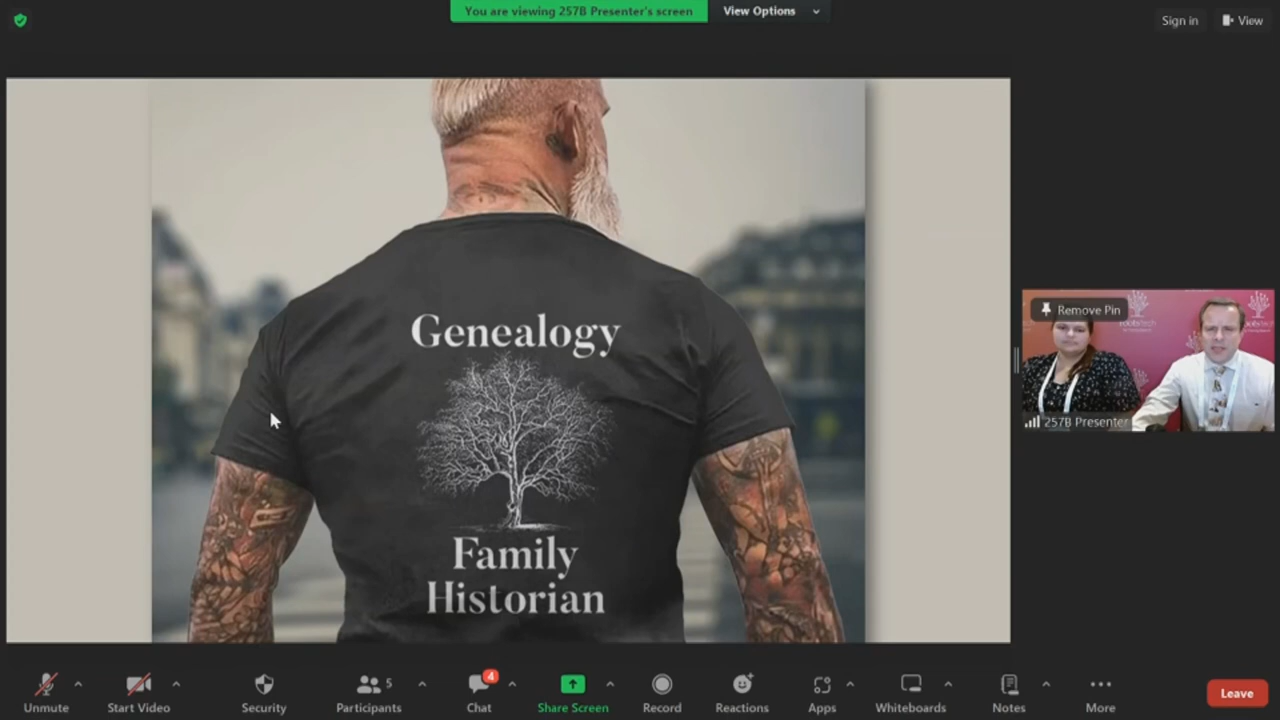 You are viewing 257B Presenter's screen
View Options
Sign in
View
Genealogy
Family
Historian
Remove Pin
rootstech
257B Presenter
Unmute
Start Video
Security
5
Participants
4
Chat
Share Screen
Record
Reactions
Apps
Whiteboards
Notes
More
Leave